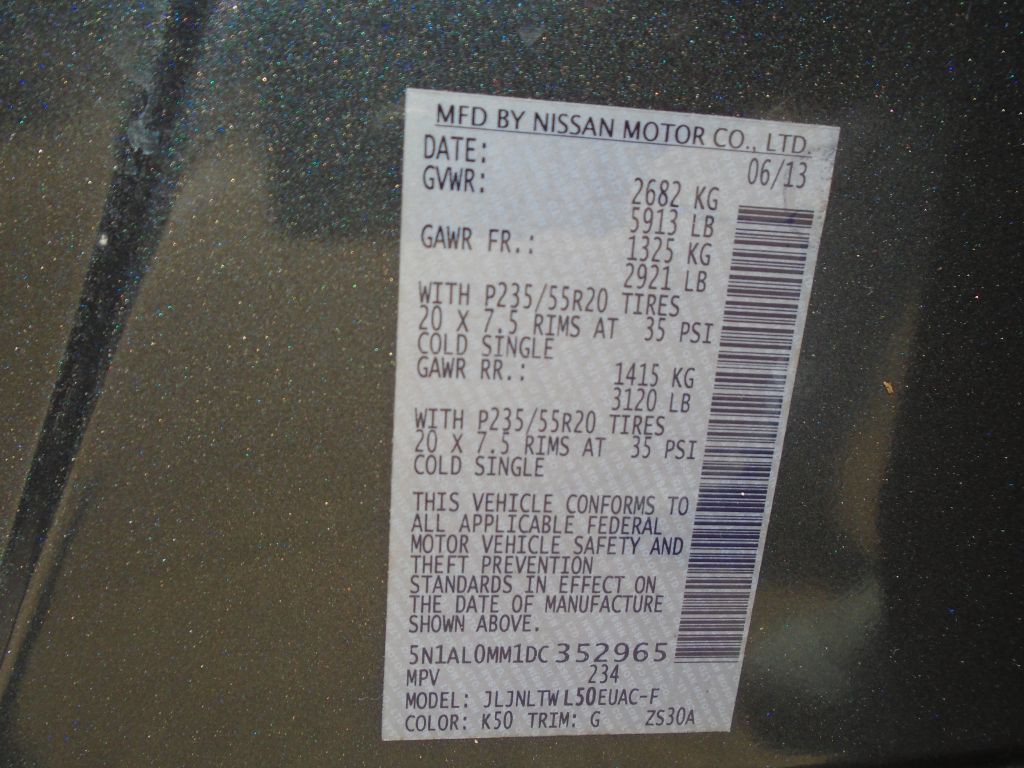 MFD BY NISSAN MOTOR CO., LTD.
DATE: 06/13
GVWR: 2682 KG
5913 LB
GAWR FR.: 1325 KG
2921 LB
WITH P235/55R20 TIRES
20 X 7.5 RIMS AT 35 PSI
COLD SINGLE
GAWR RR.: 1415 KG
3120 LB
WITH P235/55R20 TIRES
20 X 7.5 RIMS AT 35 PSI
COLD SINGLE
THIS VEHICLE CONFORMS TO
ALL APPLICABLE FEDERAL
MOTOR VEHICLE SAFETY AND
THEFT PREVENTION
STANDARDS IN EFFECT ON
THE DATE OF MANUFACTURE
SHOWN ABOVE.
5N1AL0MM1DC 352965
MPV 234
MODEL: JLJNLTW L50EUAC-F
COLOR: K50 TRIM: G ZS30A